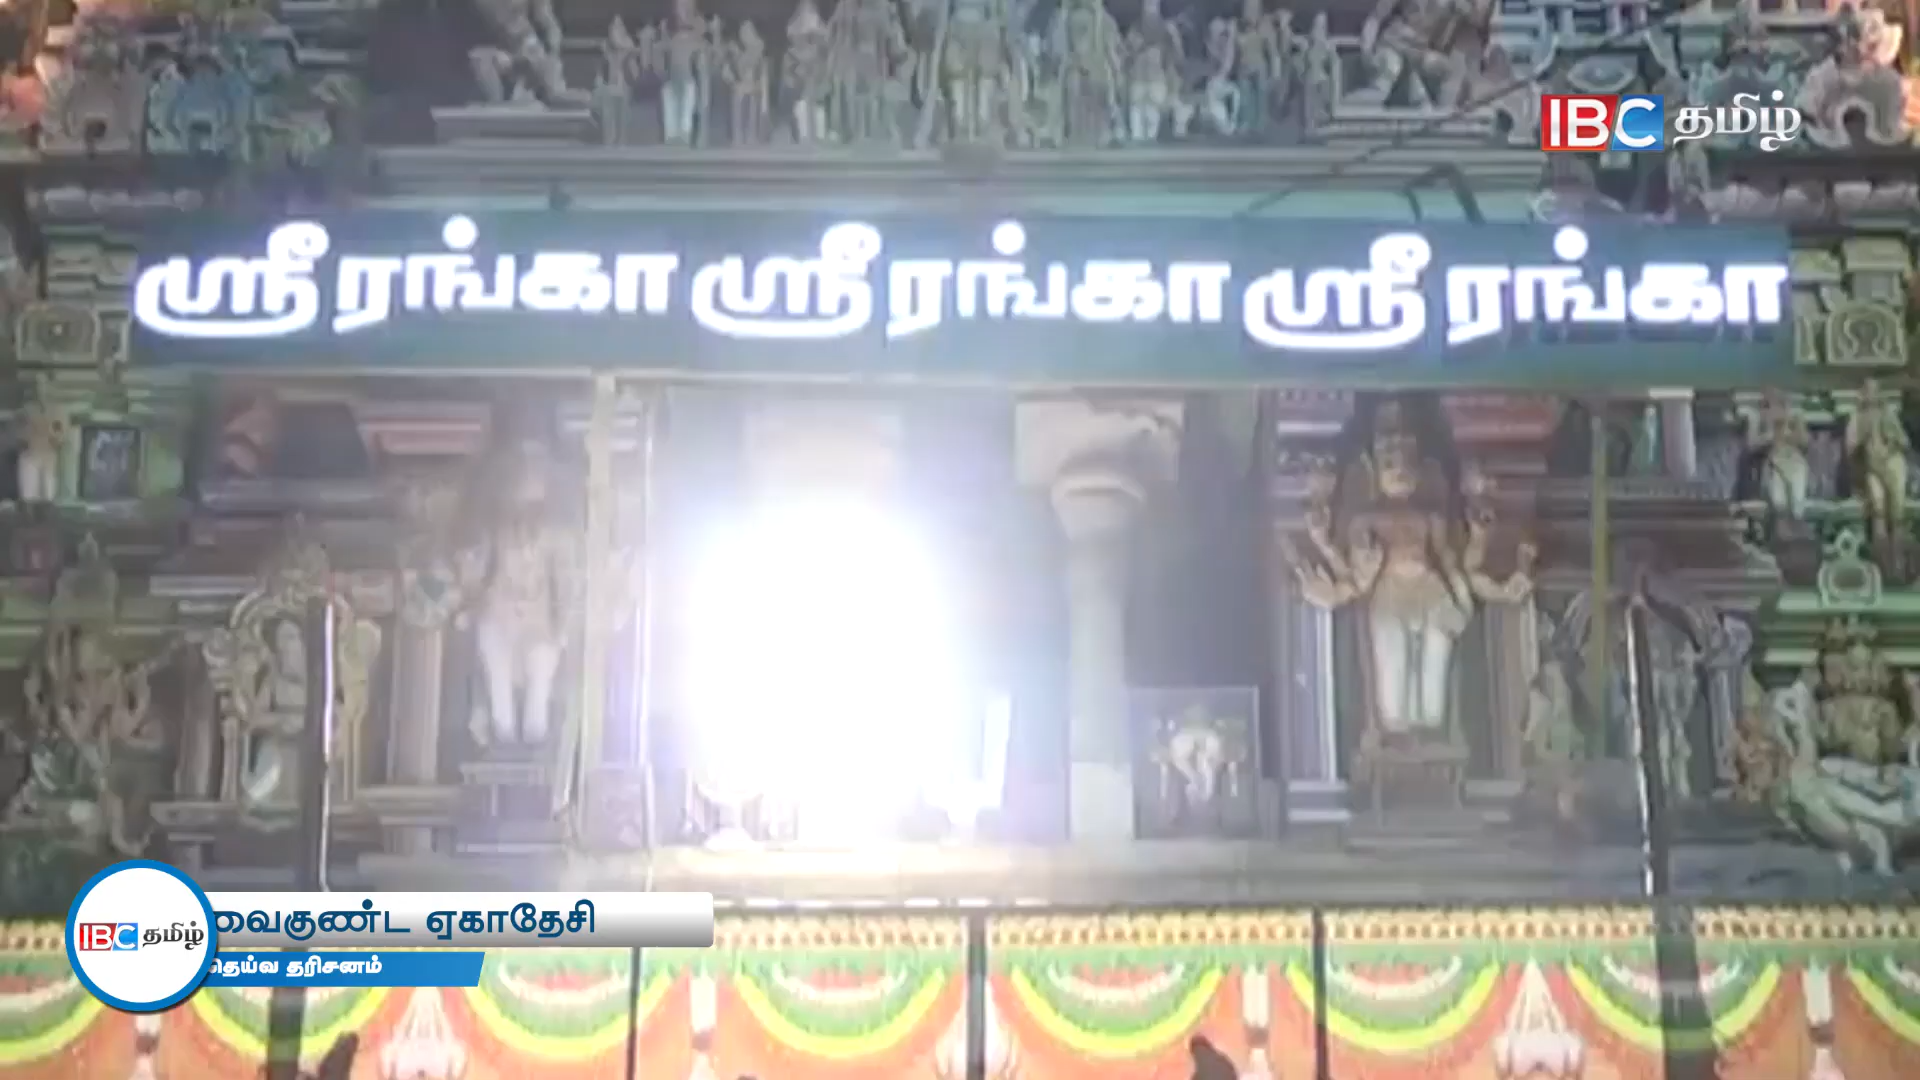 IBC தமிழ்
ஸ்ரீ ரங்கா ஸ்ரீ ரங்கா ஸ்ரீ ரங்கா
வைகுண்ட ஏகாதேசி
IBC தமிழ்
தெய்வ தரிசனம்